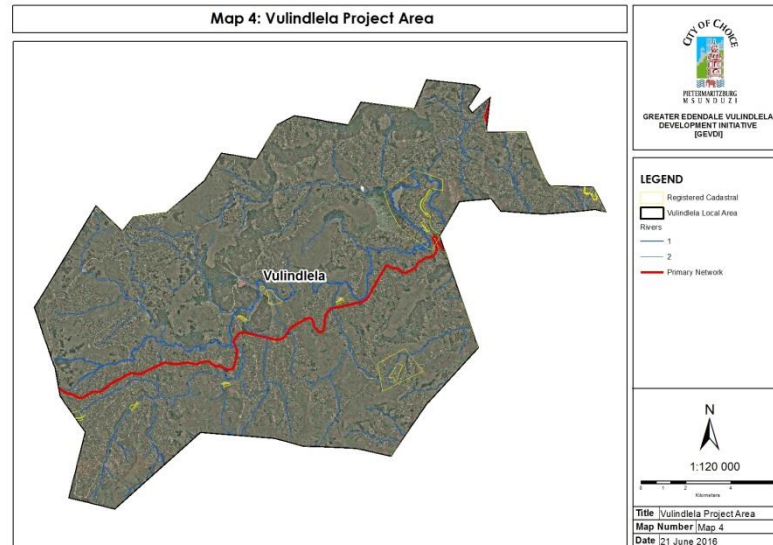 Map 4: Vulindlela Project Area
Vulindlela
CITY OF CHOICE
PIETERMARITZBURG
MSUNDUZI
GREATER EDENDALE VULINDLELA
DEVELOPMENT INITIATIVE
[GEVDI]
LEGEND
Registered Cadastral
Vulindlela Local Area
Rivers
1
2
Primary Network
N
1:120 000
0 1 2 4
Kilometers
Title Vulindlela Project Area
Map Number Map 4
Date 21 June 2016